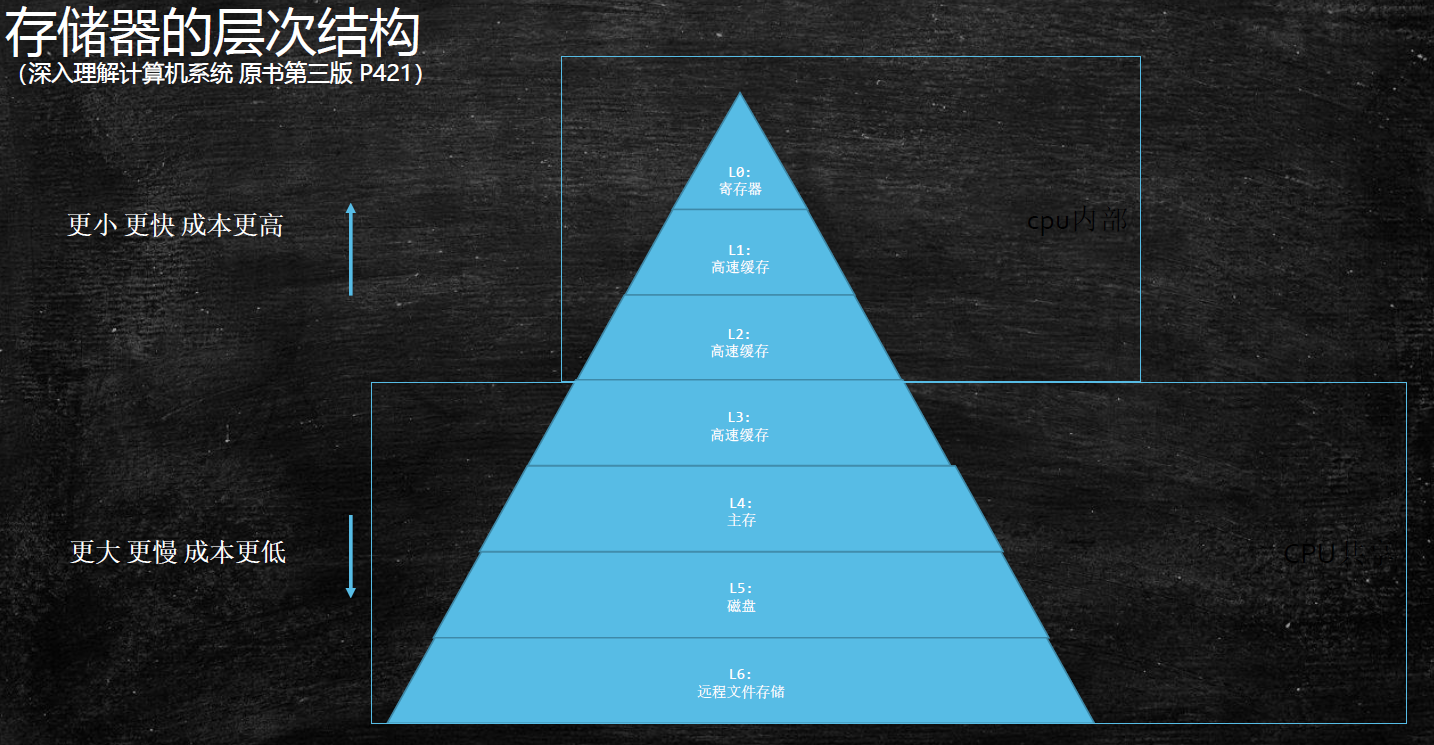 存储器的层次结构
（深入理解计算机系统 原书第三版 P421）
L0:
寄存器
更小 更快 成本更高
cpu内部
L1:
高速缓存
L2:
高速缓存
L3:
高速缓存
L4:
主存
更大 更慢 成本更低
CPU
L5:
磁盘
L6:
远程文件存储